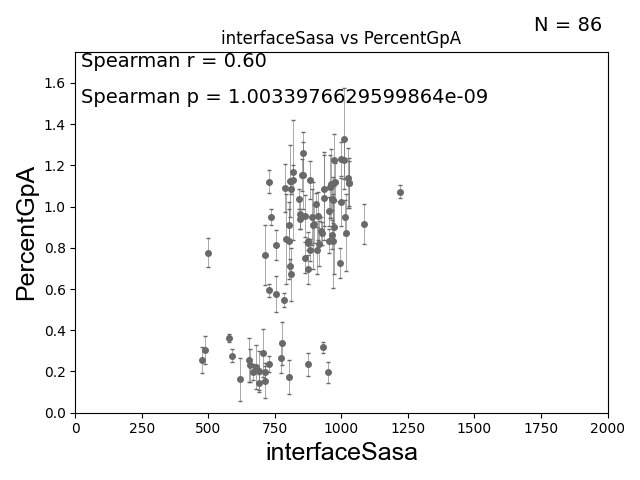 N = 86
interfaceSasa vs PercentGpA
Spearman r = 0.60
Spearman p = 1.0033976629599864e-09
PercentGpA
1.6
1.4
1.2
1.0
0.8
0.6
0.4
0.2
0.0
0 250 500 750 1000 1250 1500 1750 2000
interfaceSasa